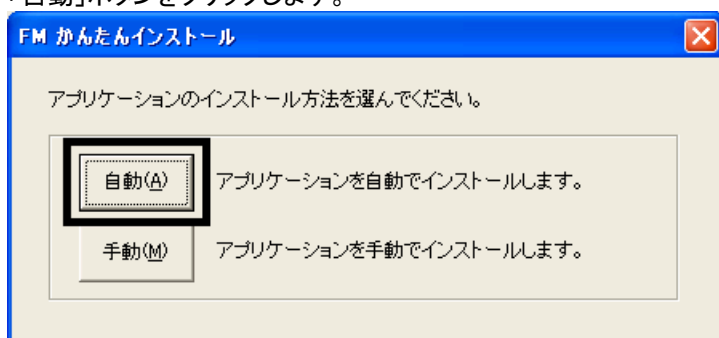 「自動」ボタンをクリックします。
FM かんたんインストール
アプリケーションのインストール方法を選んでください。
自動(A) アプリケーションを自動でインストールします。
手動(M) アプリケーションを手動でインストールします。